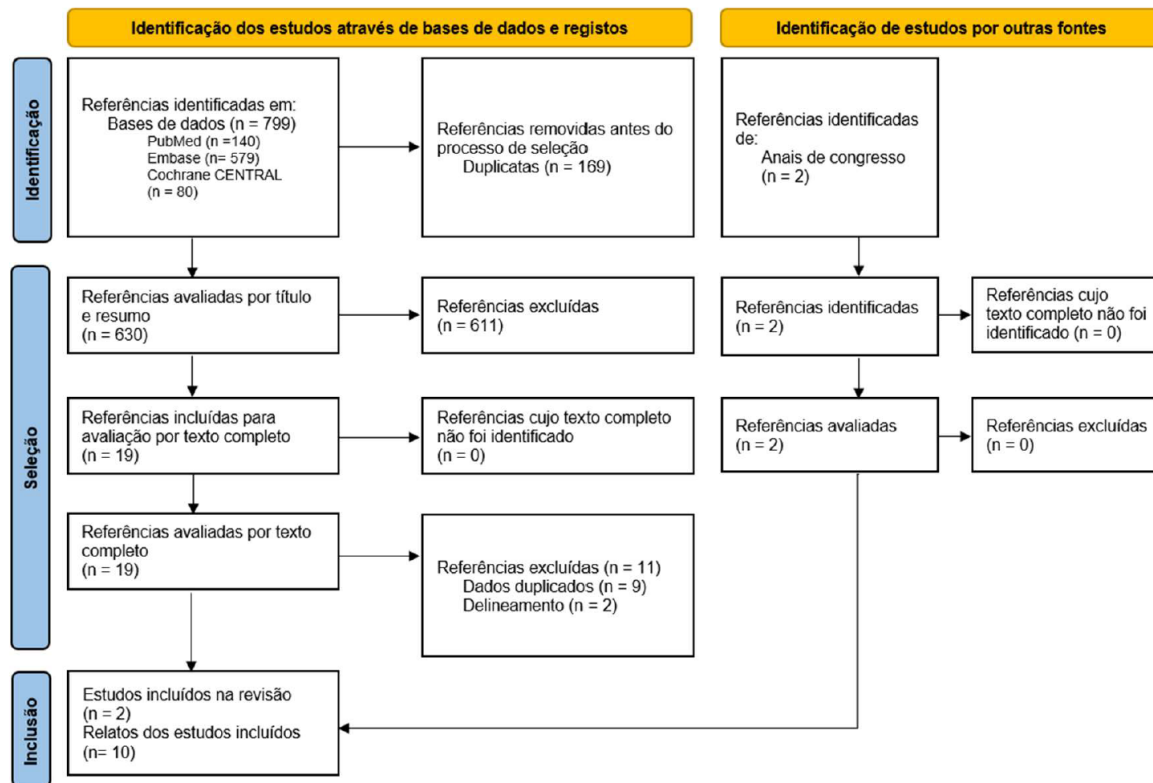 Identificação dos estudos através de bases de dados e registos
Identificação de estudos por outras fontes
Identificação
Referências identificadas em:
Bases de dados (n = 799)
PubMed (n =140)
Embase (n= 579)
Cochrane CENTRAL
(n = 80)
Referências removidas antes do
processo de seleção
Duplicatas (n = 169)
Referências identificadas
de:
Anais de congresso
(n = 2)
Seleção
Referências avaliadas por título
e resumo
(n = 630)
Referências excluídas
(n = 611)
Referências identificadas
(n = 2)
Referências cujo
texto completo não foi
identificado (n = 0)
Referências incluídas para
avaliação por texto completo
(n = 19)
Referências cujo texto completo
não foi identificado
(n = 0)
Referências avaliadas
(n = 2)
Referências excluídas
(n = 0)
Referências avaliadas por texto
completo
(n = 19)
Referências excluídas (n = 11)
Dados duplicados (n = 9)
Delineamento (n = 2)
Inclusão
Estudos incluídos na revisão
(n = 2)
Relatos dos estudos incluídos
(n= 10)